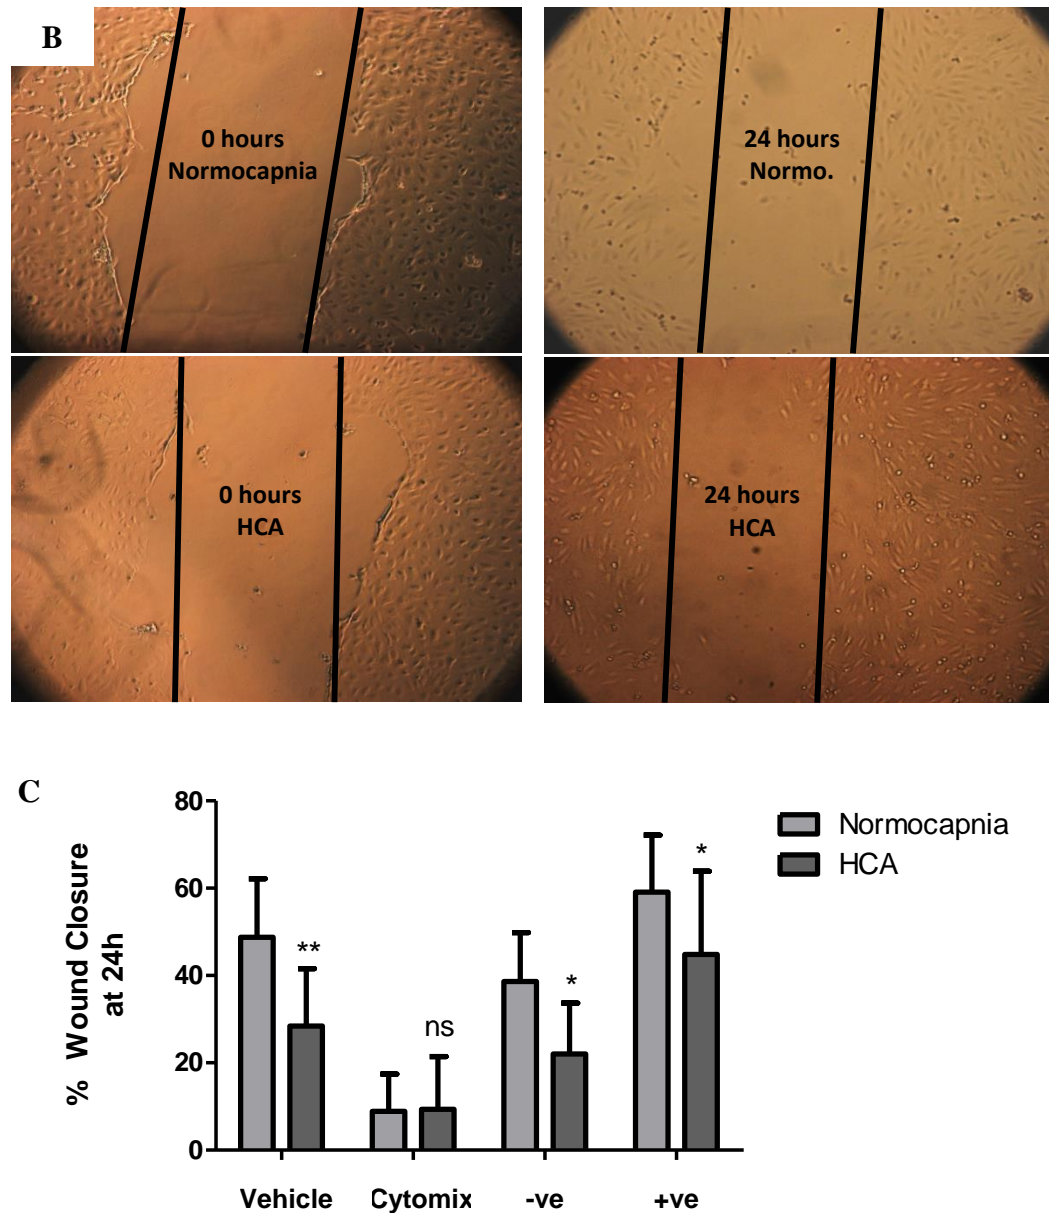 B
0 hours
Normocapnia
24 hours
Normo.
0 hours
HCA
24 hours
HCA
C
% Wound Closure
at 24h
80
60
40
20
0
**
ns
*
*
Normocapnia
HCA
Vehicle
Cytomix
-ve
+ve